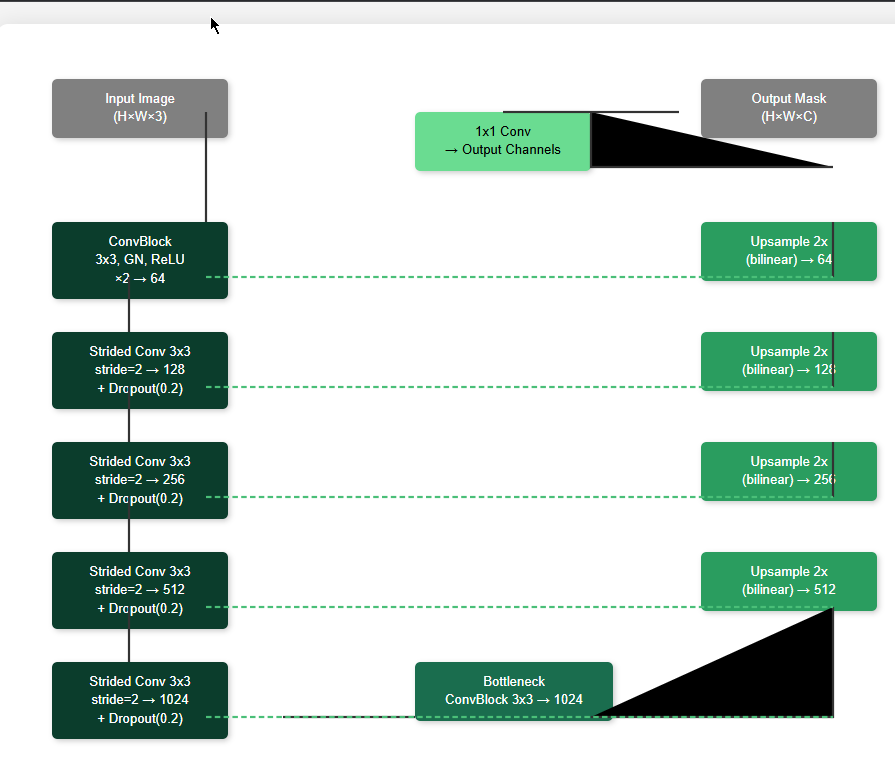 Input Image
(H×W×3)
1x1 Conv
→ Output Channels
Output Mask
(H×W×C)
ConvBlock
3x3, GN, ReLU
×2 → 64
Upsample 2x
(bilinear) → 64
Strided Conv 3x3
stride=2 → 128
+ Dropout(0.2)
Upsample 2x
(bilinear) → 128
Strided Conv 3x3
stride=2 → 256
+ Dropout(0.2)
Upsample 2x
(bilinear) → 256
Strided Conv 3x3
stride=2 → 512
+ Dropout(0.2)
Upsample 2x
(bilinear) → 512
Strided Conv 3x3
stride=2 → 1024
+ Dropout(0.2)
Bottleneck
ConvBlock 3x3 → 1024